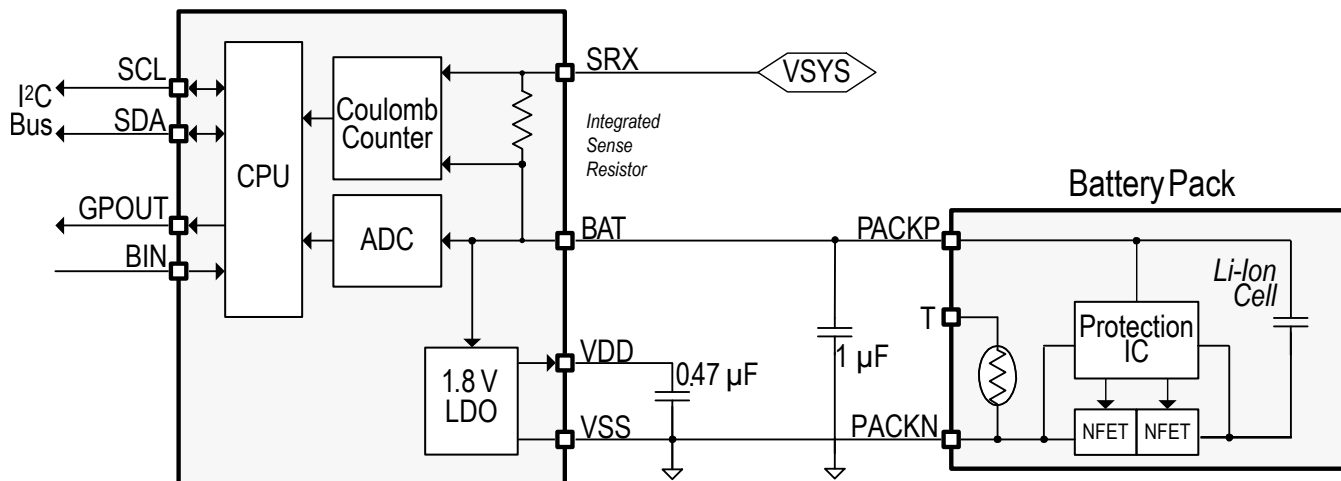 SCL
I²C
Bus
SDA
GPOUT
BIN
CPU
Coulomb
Counter
ADC
1.8 V
LDO
SRX
VSYS
Integrated
Sense
Resistor
BAT
VDD
0.47 µF
VSS
1 µF
Battery Pack
PACKP
T
PACKN
Li-Ion
Cell
Protection
IC
NFET
NFET